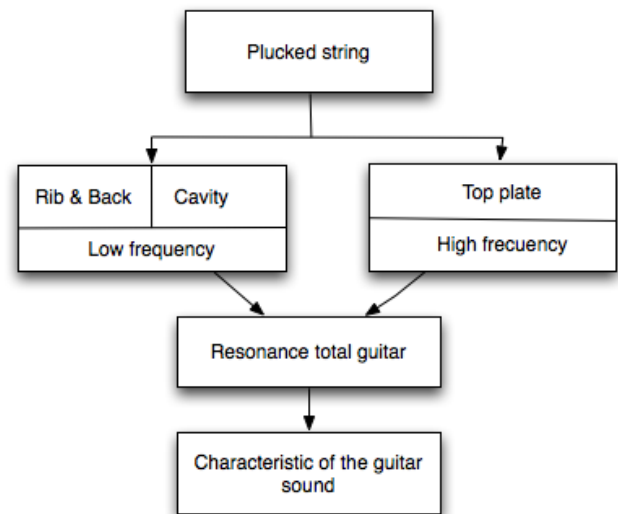 Plucked string
Rib & Back
Cavity
Low frequency
Top plate
High frecuency
Resonance total guitar
Characteristic of the guitar
sound